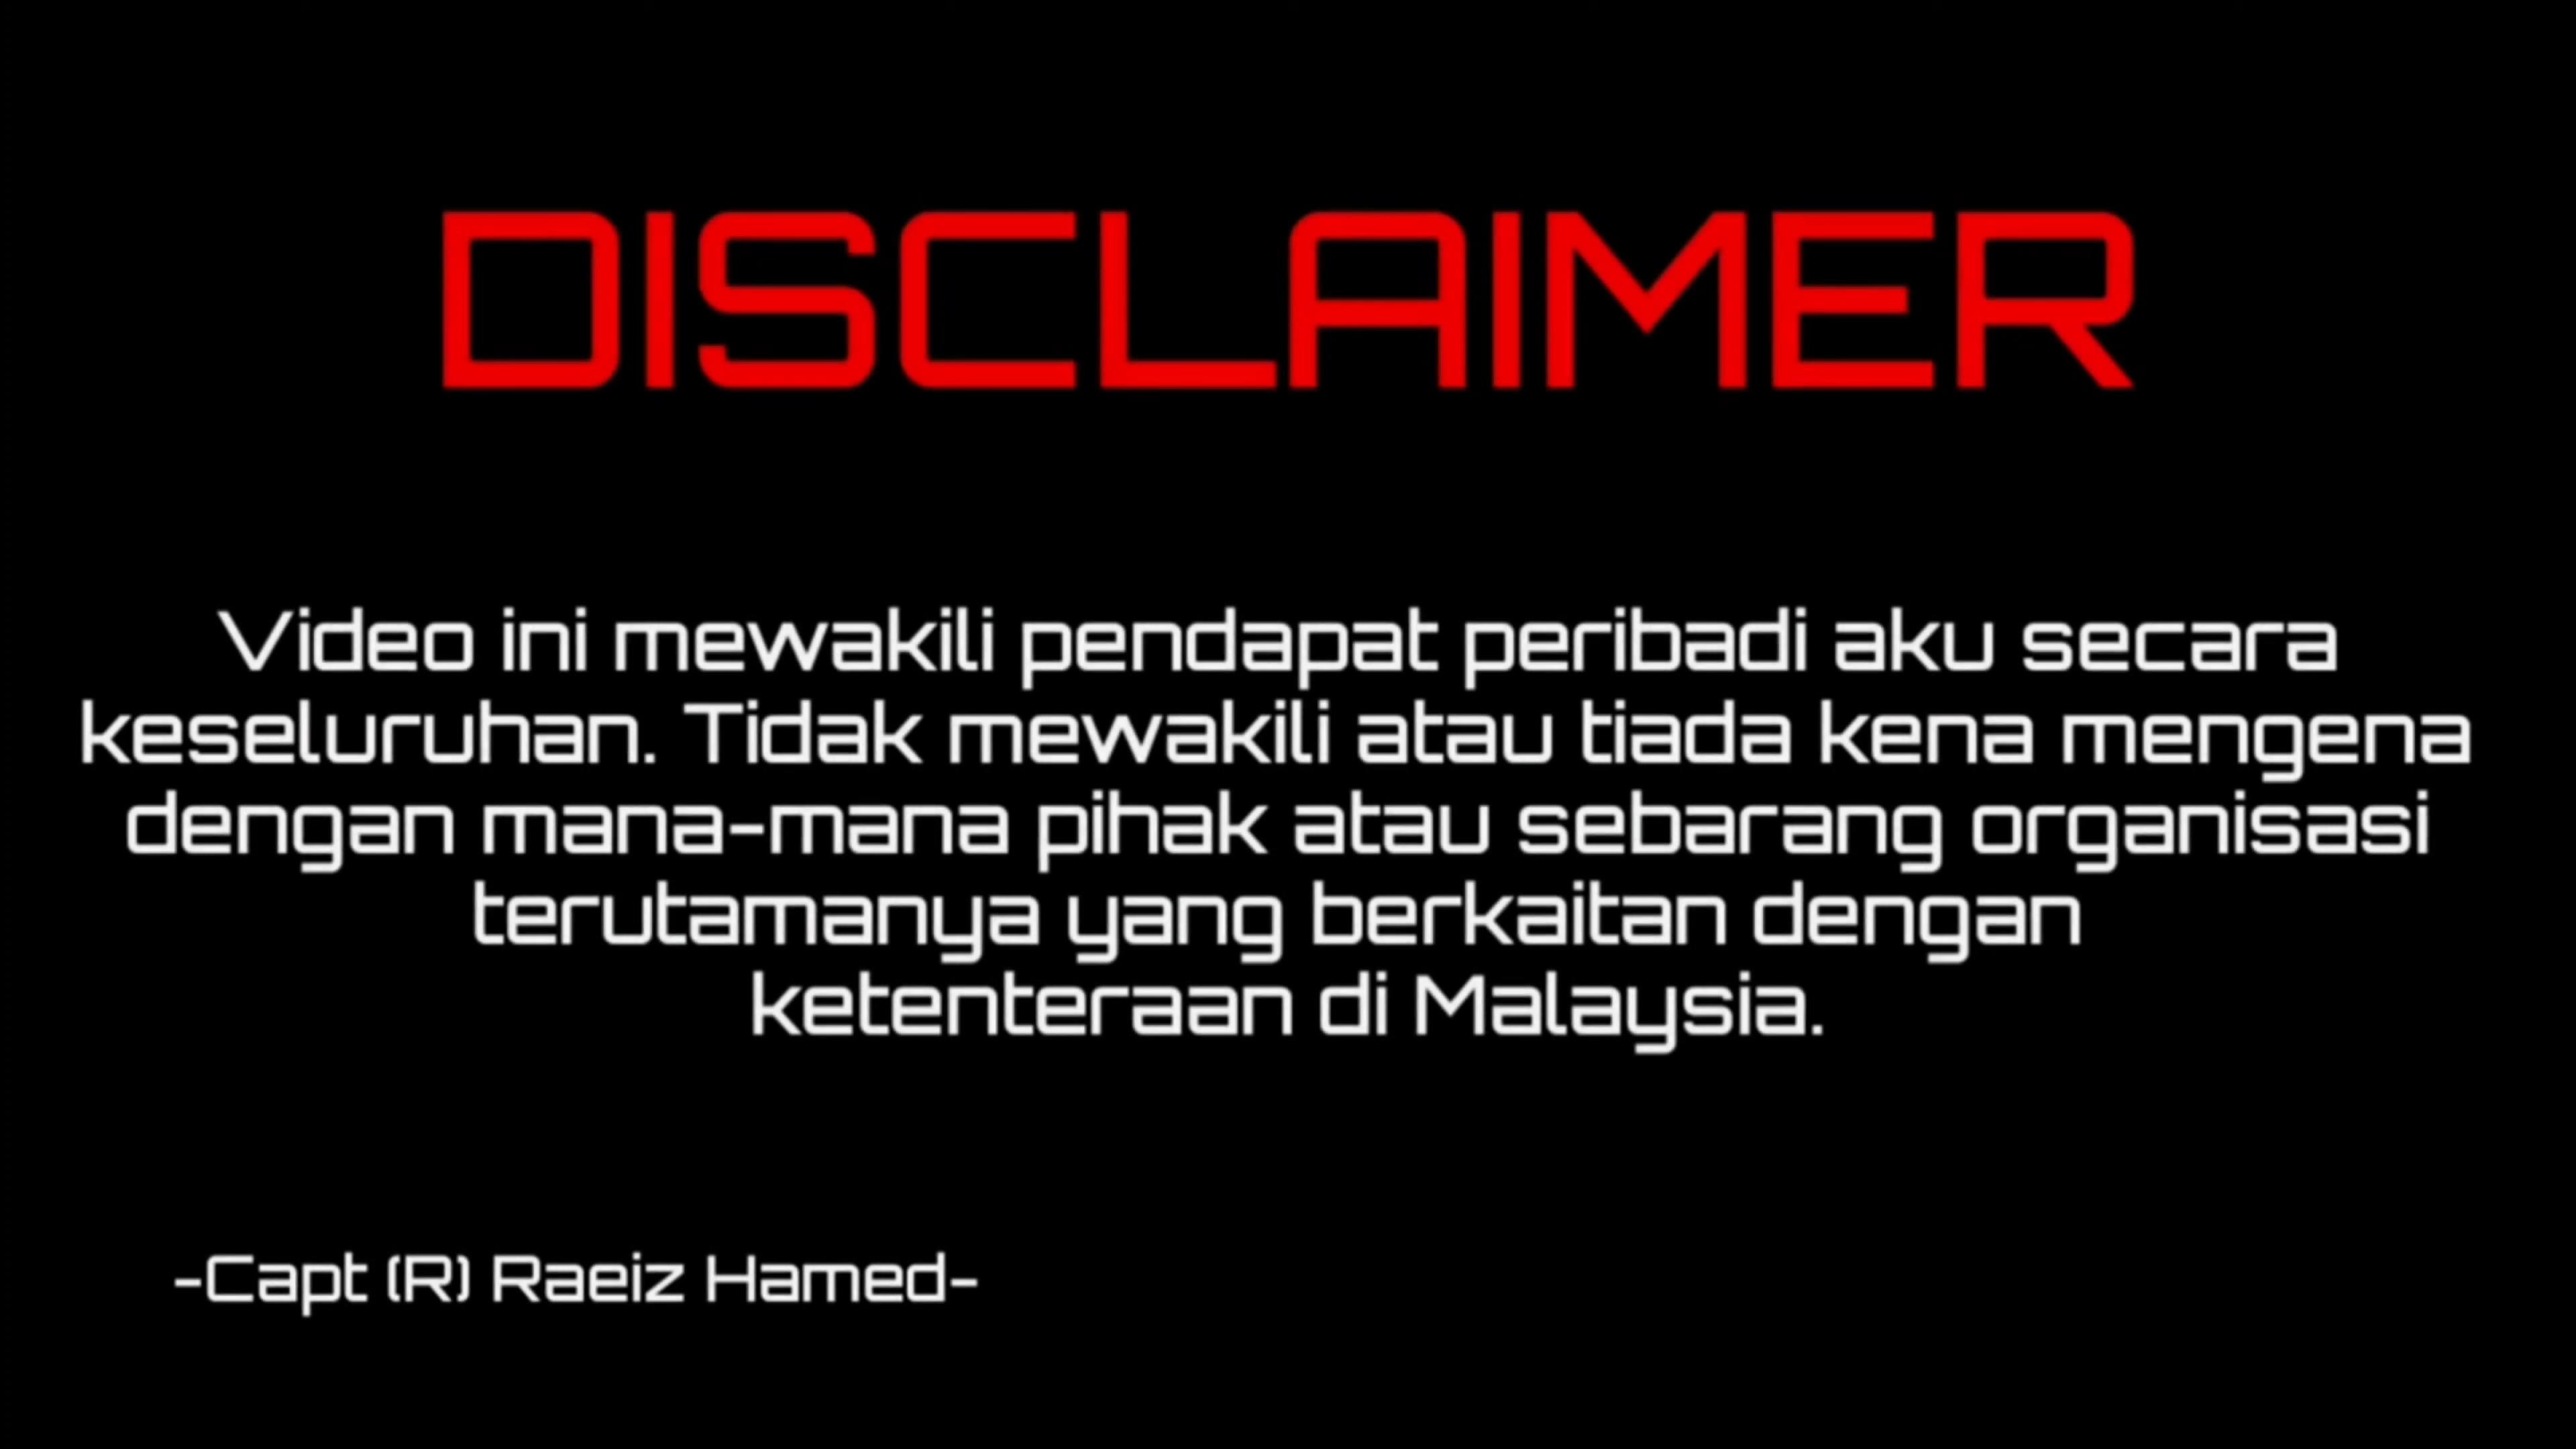 DISCLAIMER
Video ini mewakili pendapat peribadi aku secara
keseluruhan. Tidak mewakili atau tiada kena mengena
dengan mana-mana pihak atau sebarang organisasi
terutamanya yang berkaitan dengan
ketenteraan di Malaysia.
-Capt (R) Raeiz Hamed-